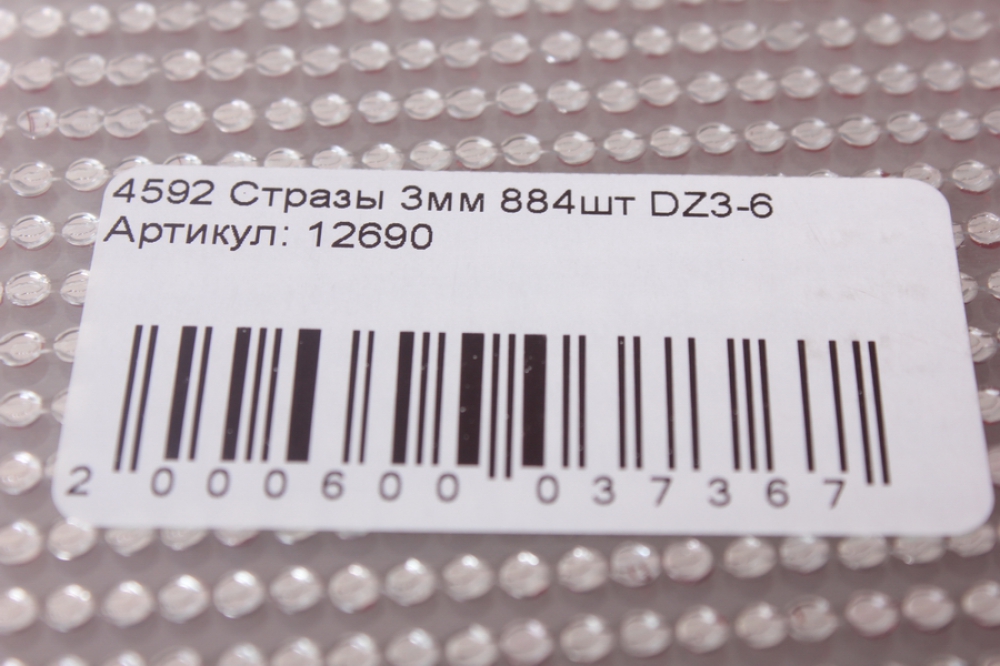 4592 Стразы 3мм 884шт DZ3-6
Артикул: 12690
2 000600 037367